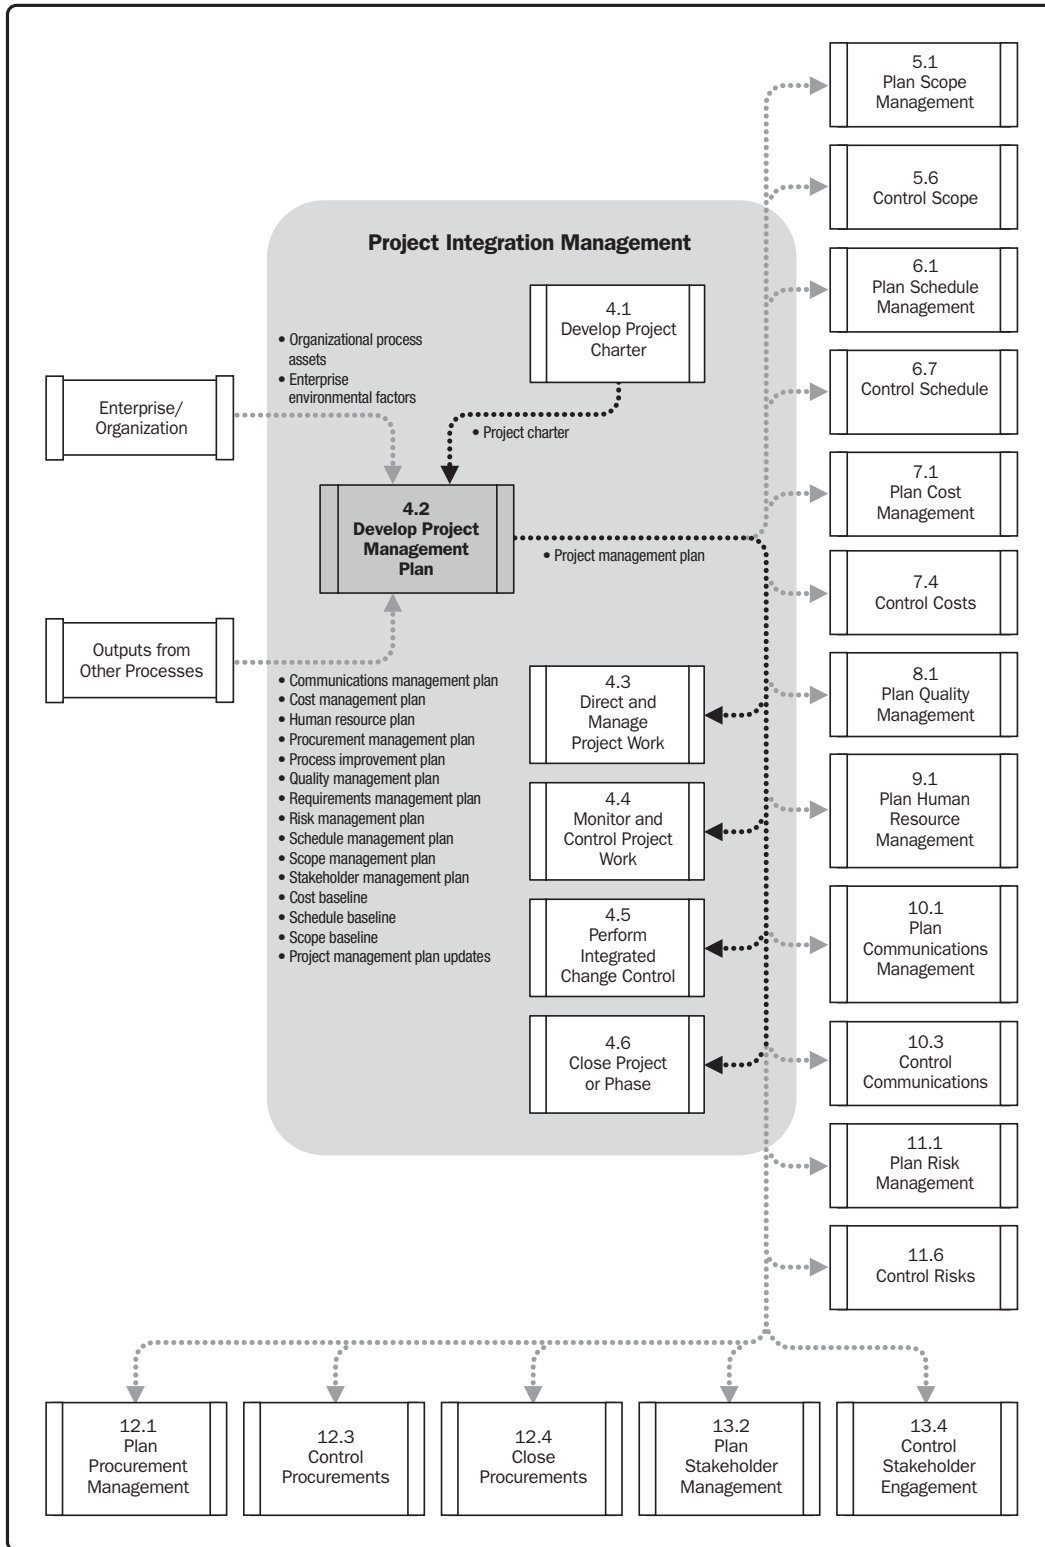 Project Integration Management
4.1
Develop Project
Charter
• Organizational process
assets
• Enterprise
environmental factors
Enterprise/
Organization
• Project charter
4.2
Develop Project
Management
Plan
• Project management plan
Outputs from
Other Processes
• Communications management plan
• Cost management plan
• Human resource plan
• Procurement management plan
• Process improvement plan
• Quality management plan
• Requirements management plan
• Risk management plan
• Schedule management plan
• Scope management plan
• Stakeholder management plan
• Cost baseline
• Schedule baseline
• Scope baseline
• Project management plan updates
4.3
Direct and
Manage
Project Work
4.4
Monitor and
Control Project
Work
4.5
Perform
Integrated
Change Control
4.6
Close Project
or Phase
5.1
Plan Scope
Management
5.6
Control Scope
6.1
Plan Schedule
Management
6.7
Control Schedule
7.1
Plan Cost
Management
7.4
Control Costs
8.1
Plan Quality
Management
9.1
Plan Human
Resource
Management
10.1
Plan
Communications
Management
10.3
Control
Communications
11.1
Plan Risk
Management
11.6
Control Risks
12.1
Plan
Procurement
Management
12.3
Control
Procurements
12.4
Close
Procurements
13.2
Plan
Stakeholder
Management
13.4
Control
Stakeholder
Engagement